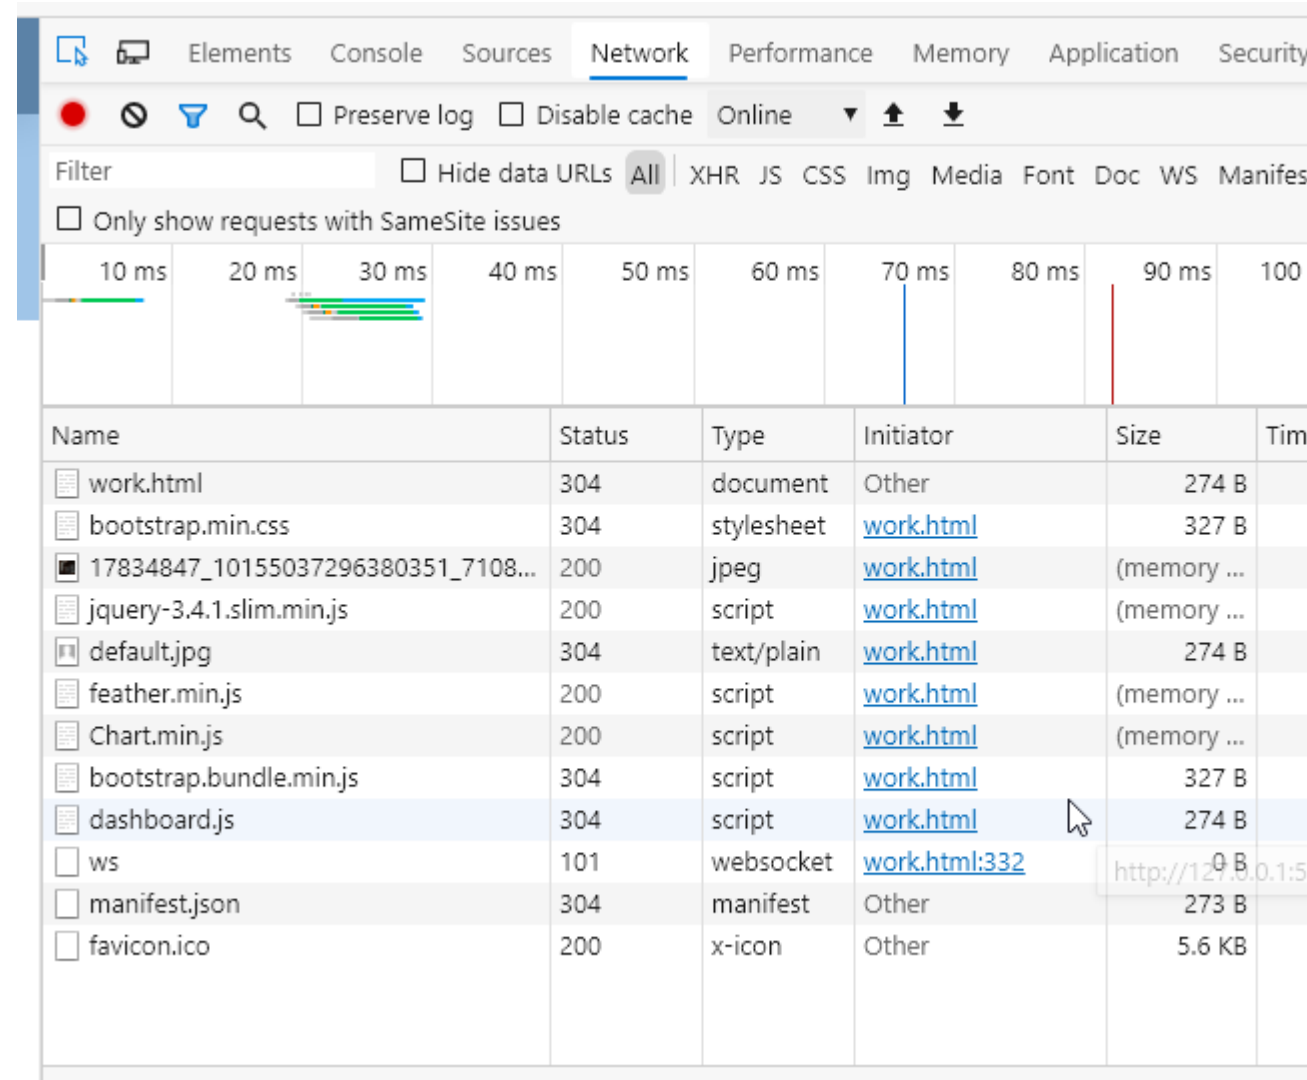 Elements Console Sources Network Performance Memory Application Security
Preserve log Disable cache Online
Filter Hide data URLs All XHR JS CSS Img Media Font Doc WS Manifes
Only show requests with SameSite issues
10 ms 20 ms 30 ms 40 ms 50 ms 60 ms 70 ms 80 ms 90 ms 100
Name Status Type Initiator Size Tim
work.html 304 document Other 274 B
bootstrap.min.css 304 stylesheet work.html 327 B
17834847_10155037296380351_7108... 200 jpeg work.html (memory ...
jquery-3.4.1.slim.min.js 200 script work.html (memory ...
default.jpg 304 text/plain work.html 274 B
feather.min.js 200 script work.html (memory ...
Chart.min.js 200 script work.html (memory ...
bootstrap.bundle.min.js 304 script work.html 327 B
dashboard.js 304 script work.html 274 B
ws 101 websocket work.html:332 0 B
http://127.0.0.1:5
manifest.json 304 manifest Other 273 B
favicon.ico 200 x-icon Other 5.6 KB